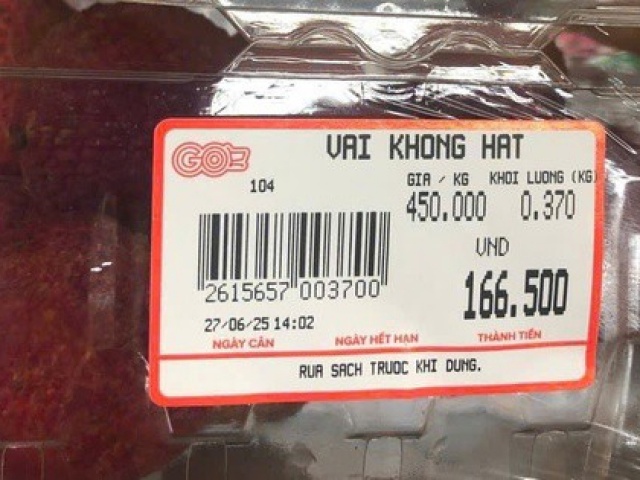 VAI KHONG HAT
GO!
104
GIA / KG KHOI LUONG (KG)
450.000 0.370
VND
2615657 003700
166.500
27/06/25 14:02
NGÀY CÂN NGÀY HẾT HẠN THÀNH TIỀN
RUA SACH TRUOC KHI DUNG.